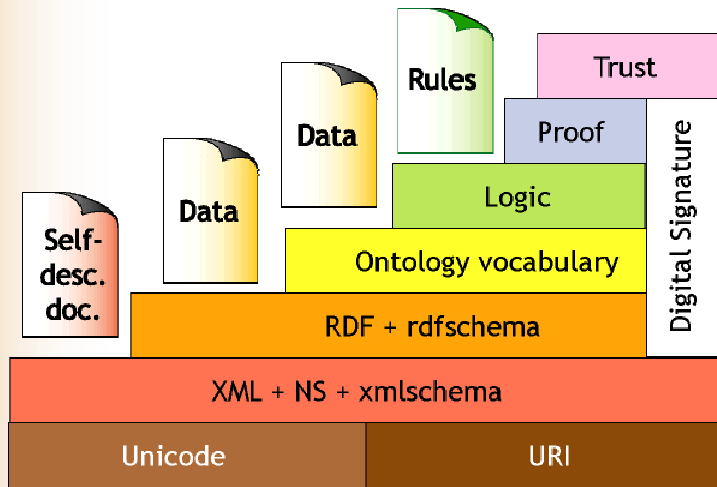 Rules
Trust
Data
Proof
Data
Logic
Self-
desc.
doc.
Ontology vocabulary
Digital Signature
RDF + rdfschema
XML + NS + xmlschema
Unicode
URI